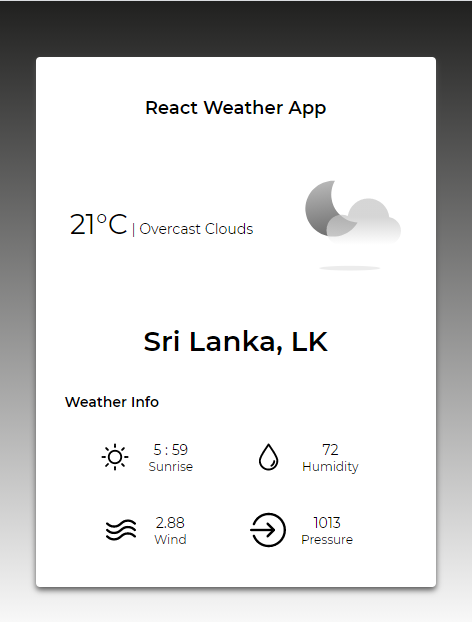 React Weather App
21°C | Overcast Clouds
Sri Lanka, LK
Weather Info
5 : 59
Sunrise
72
Humidity
2.88
Wind
1013
Pressure